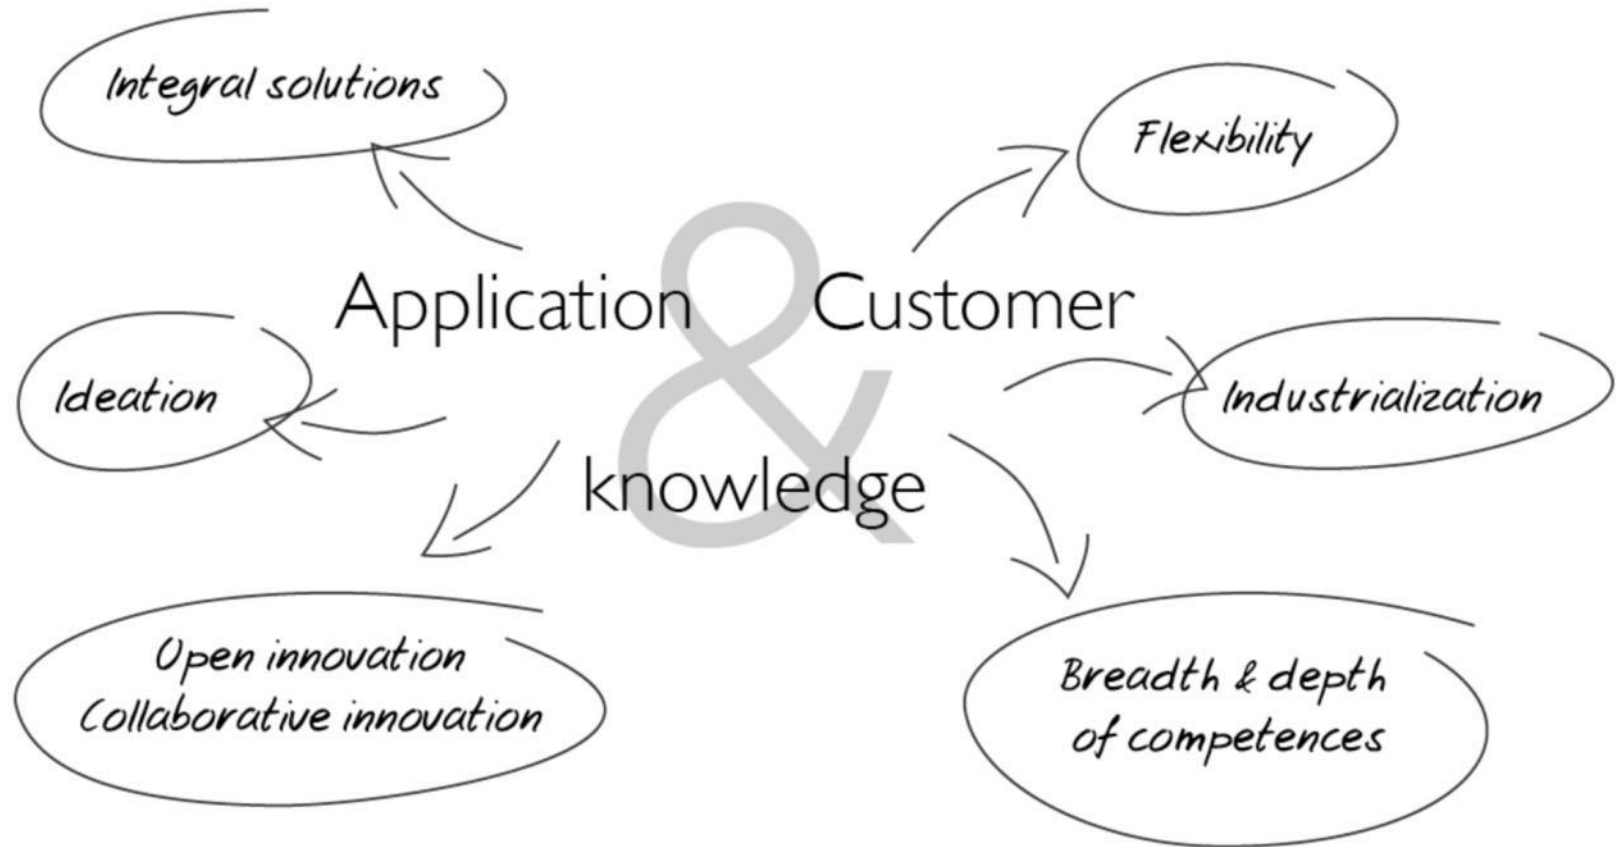 Integral solutions
Flexibility
Application & Customer
knowledge
Ideation
Industrialization
Open innovation
Collaborative innovation
Breadth & depth
of competences